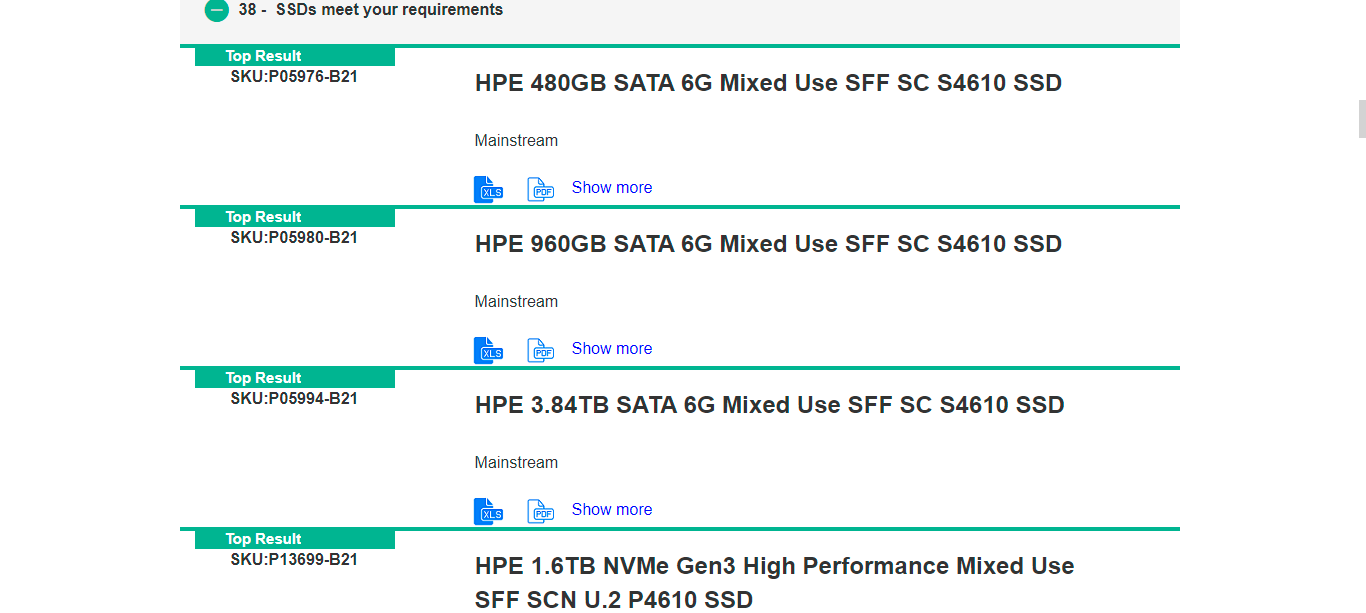 38 - SSDs meet your requirements
Top Result
SKU:P05976-B21
HPE 480GB SATA 6G Mixed Use SFF SC S4610 SSD
Mainstream
XLS PDF Show more
Top Result
SKU:P05980-B21
HPE 960GB SATA 6G Mixed Use SFF SC S4610 SSD
Mainstream
XLS PDF Show more
Top Result
SKU:P05994-B21
HPE 3.84TB SATA 6G Mixed Use SFF SC S4610 SSD
Mainstream
XLS PDF Show more
Top Result
SKU:P13699-B21
HPE 1.6TB NVMe Gen3 High Performance Mixed Use
SFF SCN U.2 P4610 SSD